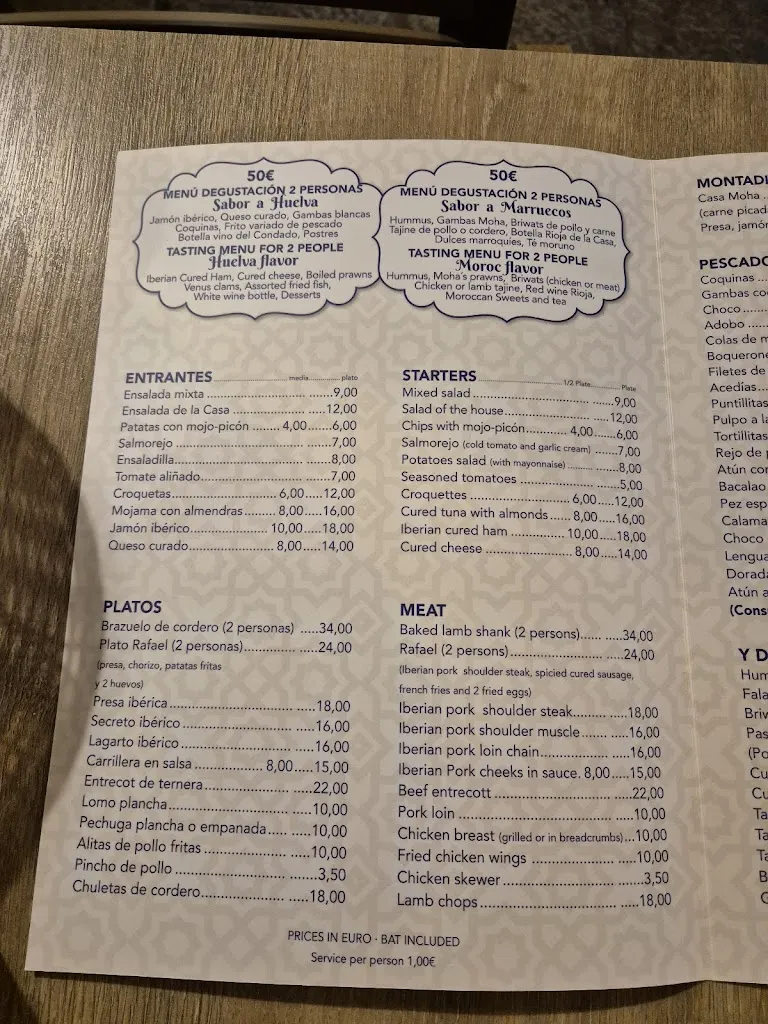 50€
MENÚ DEGUSTACIÓN 2 PERSONAS
Sabor a Huelva
Jamón ibérico, Queso curado, Gambas blancas
Coquinas, Frito variado de pescado
Botella vino del Condado, Postres
TASTING MENU FOR 2 PEOPLE
Huelva flavor
Iberian Cured Ham, Cured cheese, Boiled prawns
Venus clams, Assorted fried fish,
White wine bottle, Desserts
50€
MENÚ DEGUSTACIÓN 2 PERSONAS
Sabor a Marruecos
Hummus, Gambas Moha, Briwats de pollo y carne
Tajine de pollo o cordero, Botella Rioja de la Casa,
Dulces marroquies, Té moruno
TASTING MENU FOR 2 PEOPLE
Moroc flavor
Hummus, Moha's prawns, Briwats (chicken or meat)
Chicken or lamb tajine, Red wine Rioja,
Moroccan Sweets and tea
ENTRANTES media plato
Ensalada mixta 9,00
Ensalada de la Casa 12,00
Patatas con mojo-picón 4,00 6,00
Salmorejo 7,00
Ensaladilla 8,00
Tomate aliñado 7,00
Croquetas 6,00 12,00
Mojama con almendras 8,00 16,00
Jamón ibérico 10,00 18,00
Queso curado 8,00 14,00
PLATOS
Brazuelo de cordero (2 personas) 34,00
Plato Rafael (2 personas) 24,00
(presa, chorizo, patatas fritas
y 2 huevos)
Presa ibérica 18,00
Secreto ibérico 16,00
Lagarto ibérico 16,00
Carrillera en salsa 8,00 15,00
Entrecot de ternera 22,00
Lomo plancha 10,00
Pechuga plancha o empanada 10,00
Alitas de pollo fritas 10,00
Pincho de pollo 3,50
Chuletas de cordero 18,00
STARTERS 1/2 Plate Plate
Mixed salad 9,00
Salad of the house 12,00
Chips with mojo-picón 4,00 6,00
Salmorejo (cold tomato and garlic cream) 7,00
Potatoes salad (with mayonnaise) 8,00
Seasoned tomatoes 5,00
Croquettes 6,00 12,00
Cured tuna with almonds 8,00 16,00
Iberian cured ham 10,00 18,00
Cured cheese 8,00 14,00
MEAT
Baked lamb shank (2 persons) 34,00
Rafael (2 persons) 24,00
(Iberian pork shoulder steak, spicied cured sausage,
french fries and 2 fried eggs)
Iberian pork shoulder steak 18,00
Iberian pork shoulder muscle 16,00
Iberian pork loin chain 16,00
Iberian Pork cheeks in sauce 8,00 15,00
Beef entrecott 22,00
Pork loin 10,00
Chicken breast (grilled or in breadcrumbs) 10,00
Fried chicken wings 10,00
Chicken skewer 3,50
Lamb chops 18,00
PRICES IN EURO · BAT INCLUDED
Service per person 1,00€
MONTADI
Casa Moha
(carne picad
Presa, jamón
PESCADO
Coquinas
Gambas co
Choco
Adobo
Colas de m
Boquerone
Filetes de
Acedías
Puntillitas
Pulpo a la
Tortillitas
Rejo de
Atún con
Bacalao
Pez esp
Calama
Choco
Lengua
Dorada
Atún a
(Cons
Y D
Hum
Fala
Briw
Pas
(Po
Cu
Cu
Ta
Ta
Ta
B